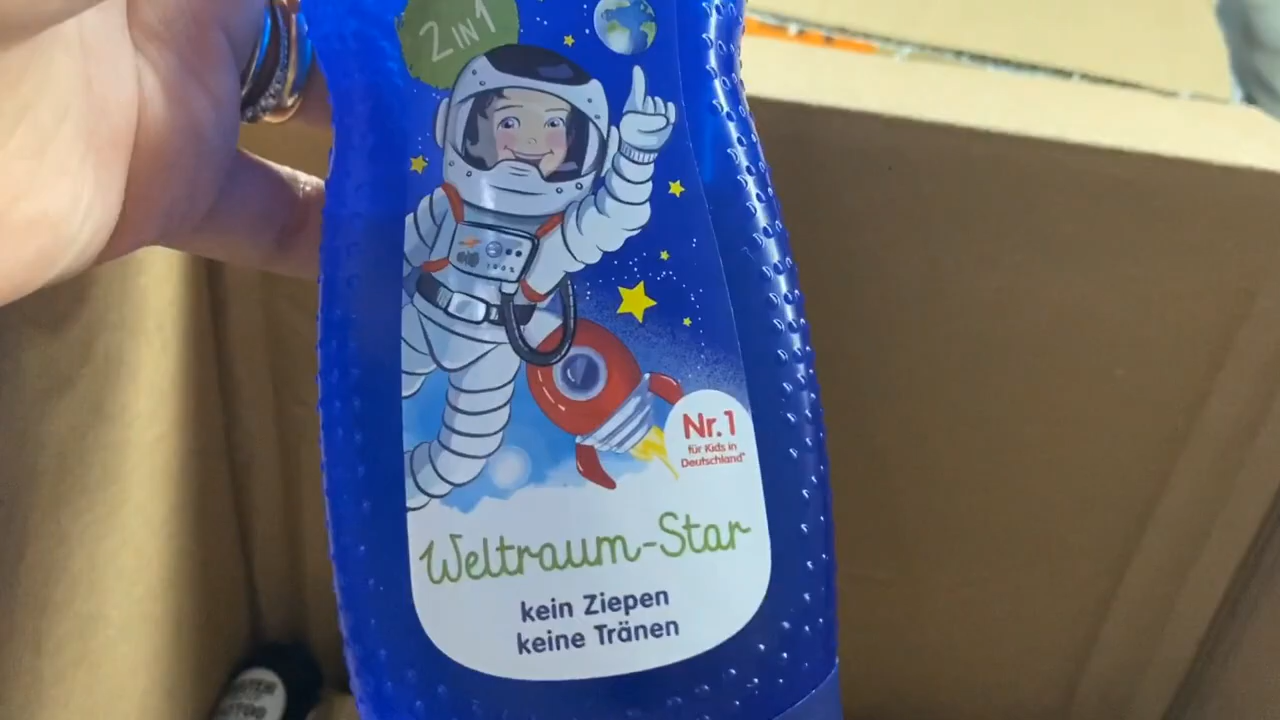 2 IN 1
Nr.1
für Kids in
Deutschland*
Weltraum-Star
kein Ziepen
keine Tränen